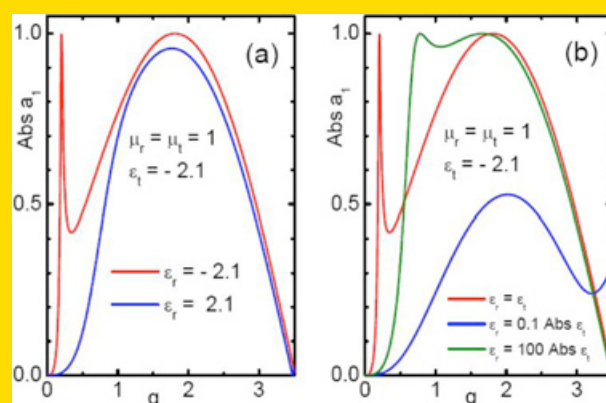 (a)
1.0
0.5
0.0
Abs a₁
μᵣ = μₜ = 1
εₜ = - 2.1
εᵣ = - 2.1
εᵣ = 2.1
0 1 2 3
q
(b)
1.0
0.5
0.0
Abs a₁
μᵣ = μₜ = 1
εₜ = - 2.1
εᵣ = εₜ
εᵣ = 0.1 Abs εₜ
εᵣ = 100 Abs εₜ
0 1 2 3
q